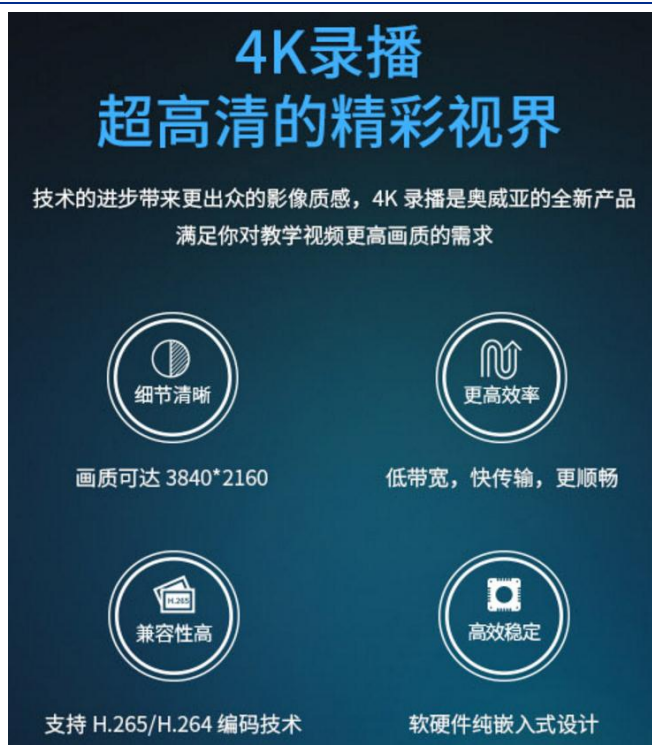 4K录播
超高清的精彩视界
技术的进步带来更出众的影像质感，4K 录播是奥威亚的全新产品
满足你对教学视频更高画质的需求
细节清晰
更高效率
画质可达 3840*2160
低带宽，快传输，更顺畅
H.265
兼容性高
高效稳定
支持 H.265/H.264 编码技术
软硬件纯嵌入式设计